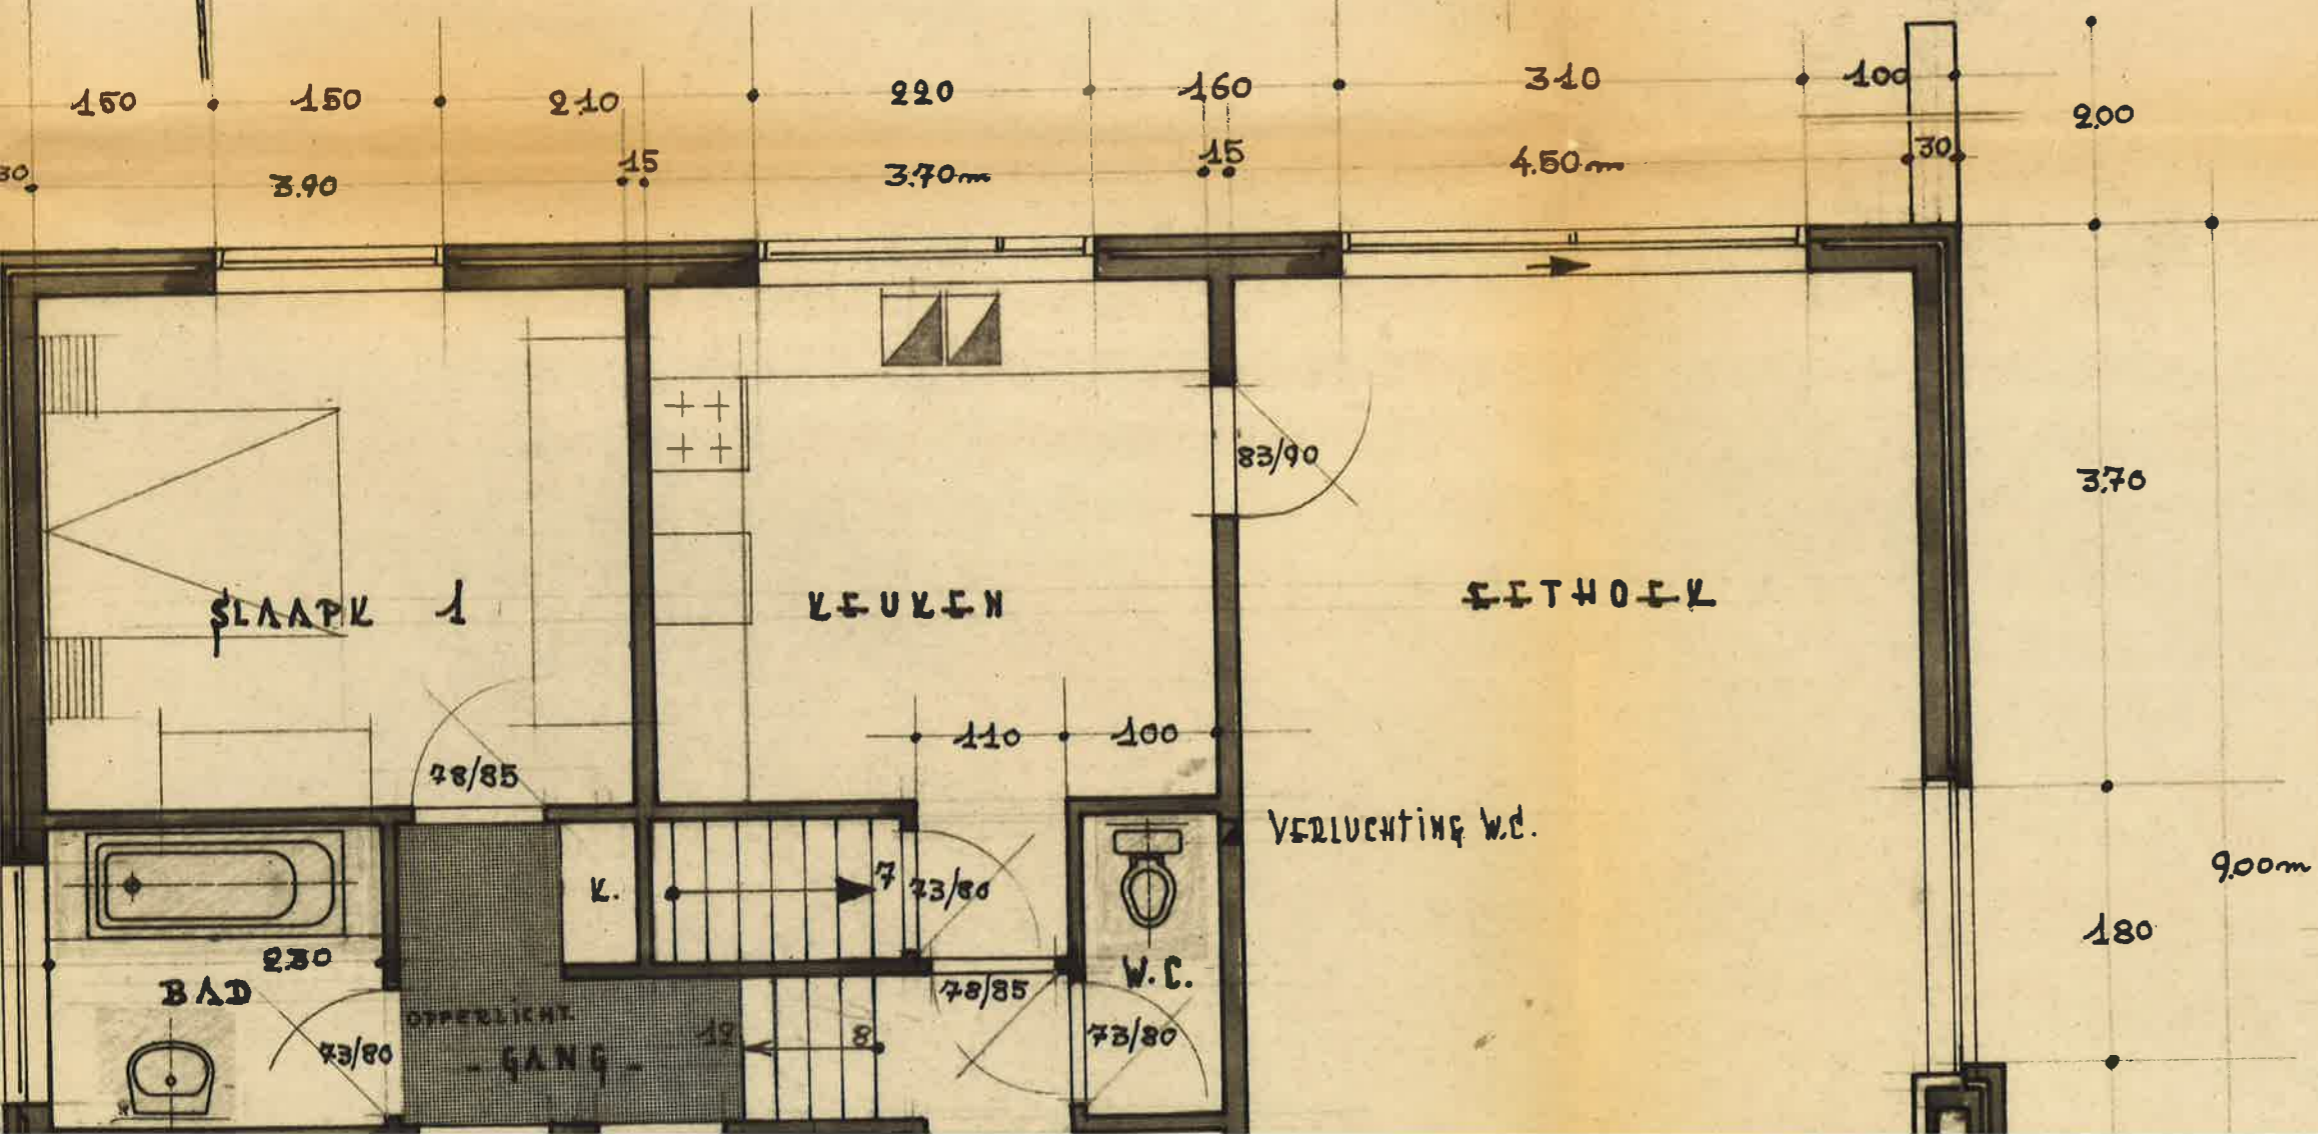 150 150 210 220 160 310 100
200
30 3.90 15 3.70m 15 4.50m 30
83/90
3.70
SLAAPK 1 KEUKEN EETHOEK
110 100
78/85
VERLUCHTING W.C.
K. 7 73/80
9.00m
180
230
BAD 78/85 W.C.
OPPERLICHT.
12 8
73/80 - GANG - 73/80